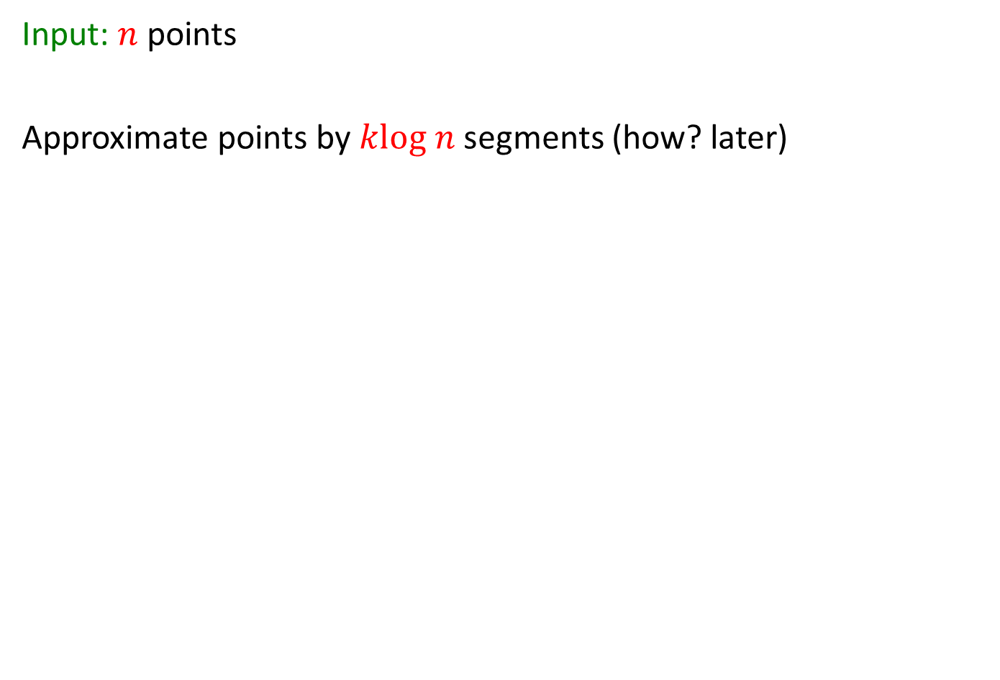 Input: n points
Approximate points by klog n segments (how? later)